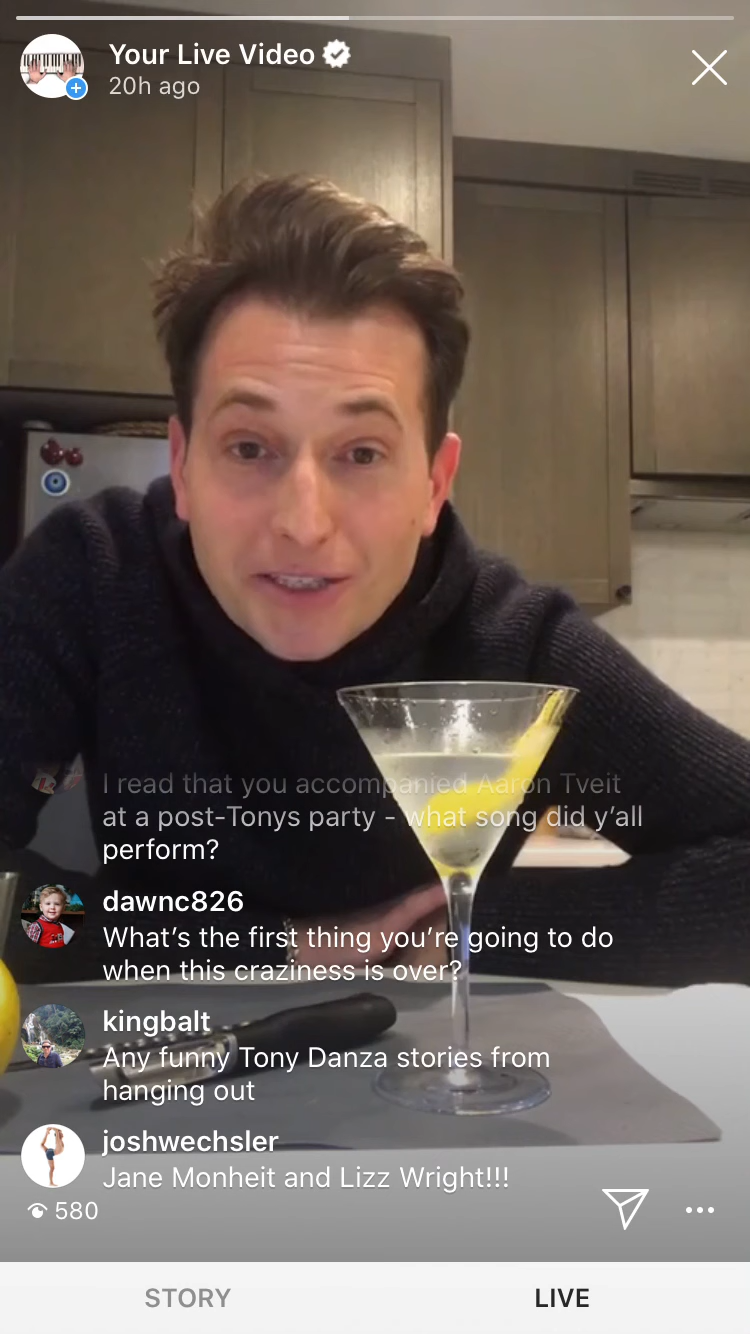 Your Live Video
20h ago
I read that you accompanied Aaron Tveit
at a post-Tonys party - what song did y’all
perform?
dawnc826
What’s the first thing you’re going to do
when this craziness is over?
kingbalt
Any funny Tony Danza stories from
hanging out
joshwechsler
Jane Monheit and Lizz Wright!!!
580
STORY
LIVE